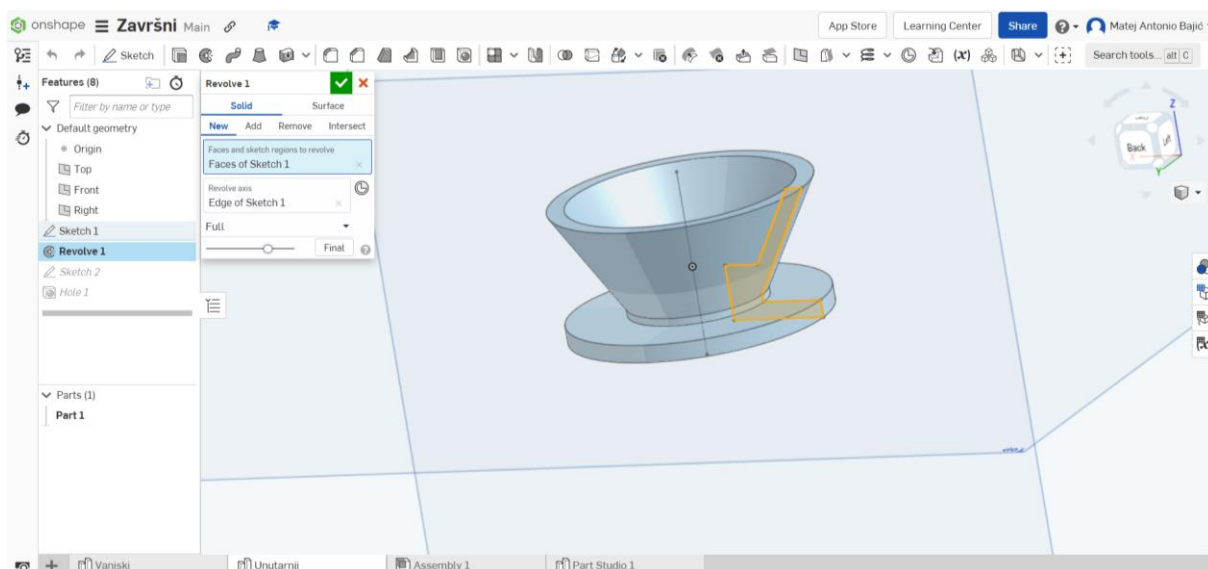 onshape Završni Main App Store Learning Center Share Matej Antonio Bajić
Sketch Search tools... alt C
Features (8)
Filter by name or type
Default geometry
Origin
Top
Front
Right
Sketch 1
Revolve 1
Sketch 2
Hole 1
Parts (1)
Part 1
Revolve 1
Solid Surface
New Add Remove Intersect
Faces and sketch regions to revolve
Faces of Sketch 1
Revolve axis
Edge of Sketch 1
Full
Final
Z
Back Left
X
Y
Vanjski Unutarnji Assembly 1 Part Studio 1